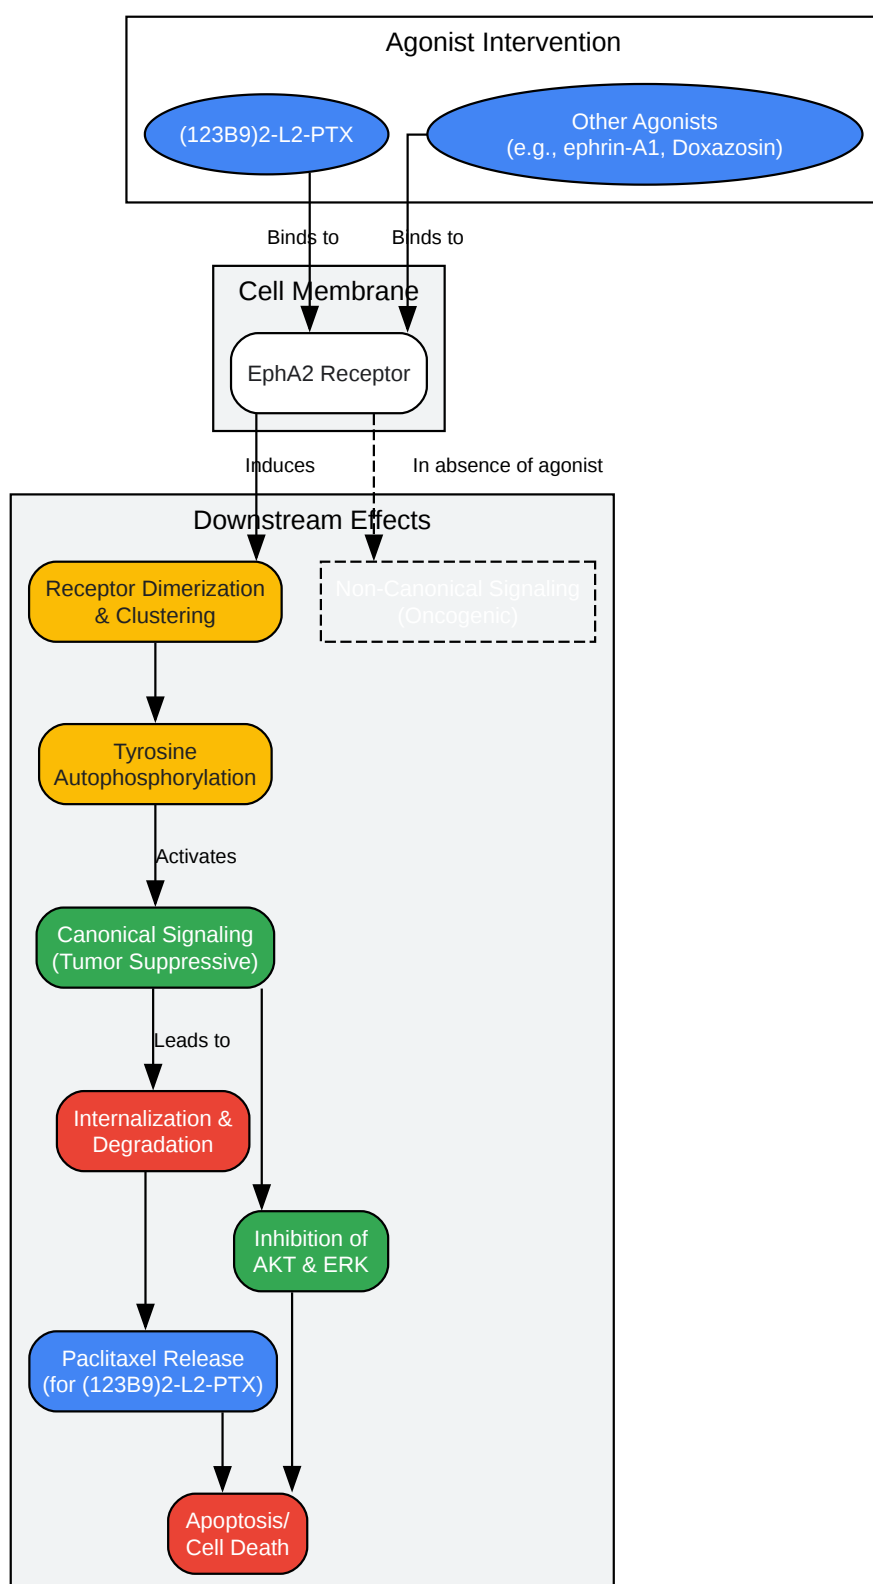 Agonist Intervention
(123B9)2-L2-PTX
Other Agonists
(e.g., ephrin-A1, Doxazosin)
Binds to
Binds to
Cell Membrane
EphA2 Receptor
Induces
In absence of agonist
Downstream Effects
Receptor Dimerization
& Clustering
Non-Canonical Signaling
(Oncogenic)
Tyrosine
Autophosphorylation
Activates
Canonical Signaling
(Tumor Suppressive)
Leads to
Internalization &
Degradation
Inhibition of
AKT & ERK
Paclitaxel Release
(for (123B9)2-L2-PTX)
Apoptosis/
Cell Death